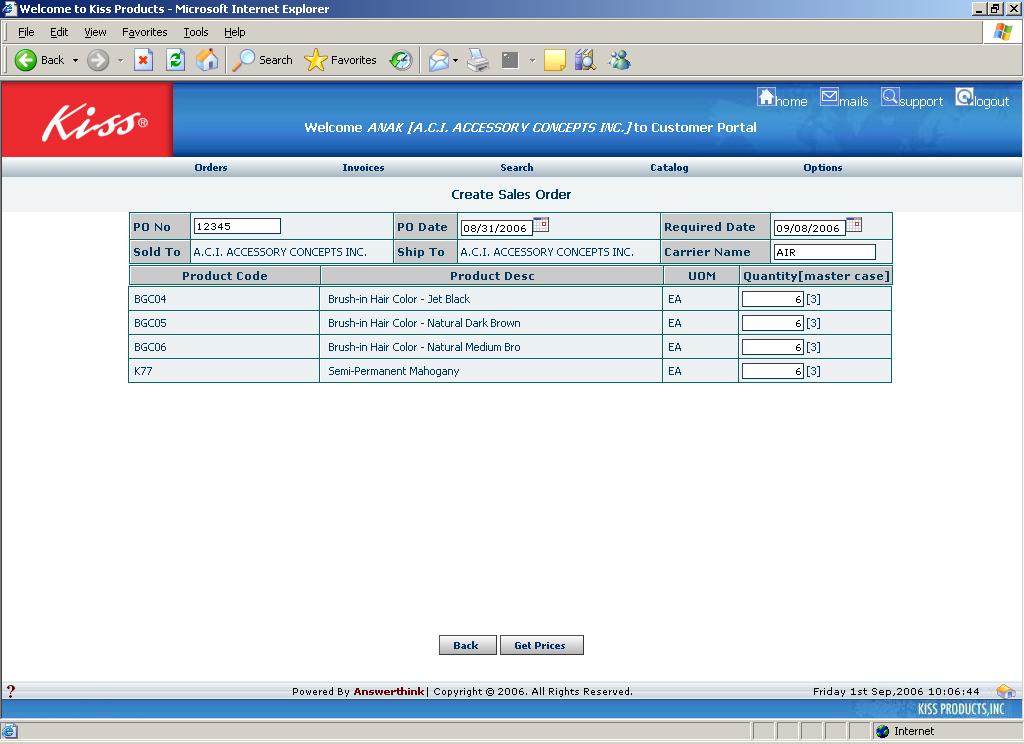 Welcome to Kiss Products - Microsoft Internet Explorer
File Edit View Favorites Tools Help
Back Search Favorites
Kiss®
home mails support logout
Welcome ANAK [A.C.I. ACCESSORY CONCEPTS INC.] to Customer Portal
Orders Invoices Search Catalog Options
Create Sales Order
PO No 12345 PO Date 08/31/2006 Required Date 09/08/2006
Sold To A.C.I. ACCESSORY CONCEPTS INC. Ship To A.C.I. ACCESSORY CONCEPTS INC. Carrier Name AIR
Product Code Product Desc UOM Quantity[master case]
BGC04 Brush-in Hair Color - Jet Black EA 6 [3]
BGC05 Brush-in Hair Color - Natural Dark Brown EA 6 [3]
BGC06 Brush-in Hair Color - Natural Medium Bro EA 6 [3]
K77 Semi-Permanent Mahogany EA 6 [3]
Back Get Prices
? Powered By Answerthink| Copyright © 2006. All Rights Reserved. Friday 1st Sep,2006 10:06:44
KISS PRODUCTS,INC
Internet